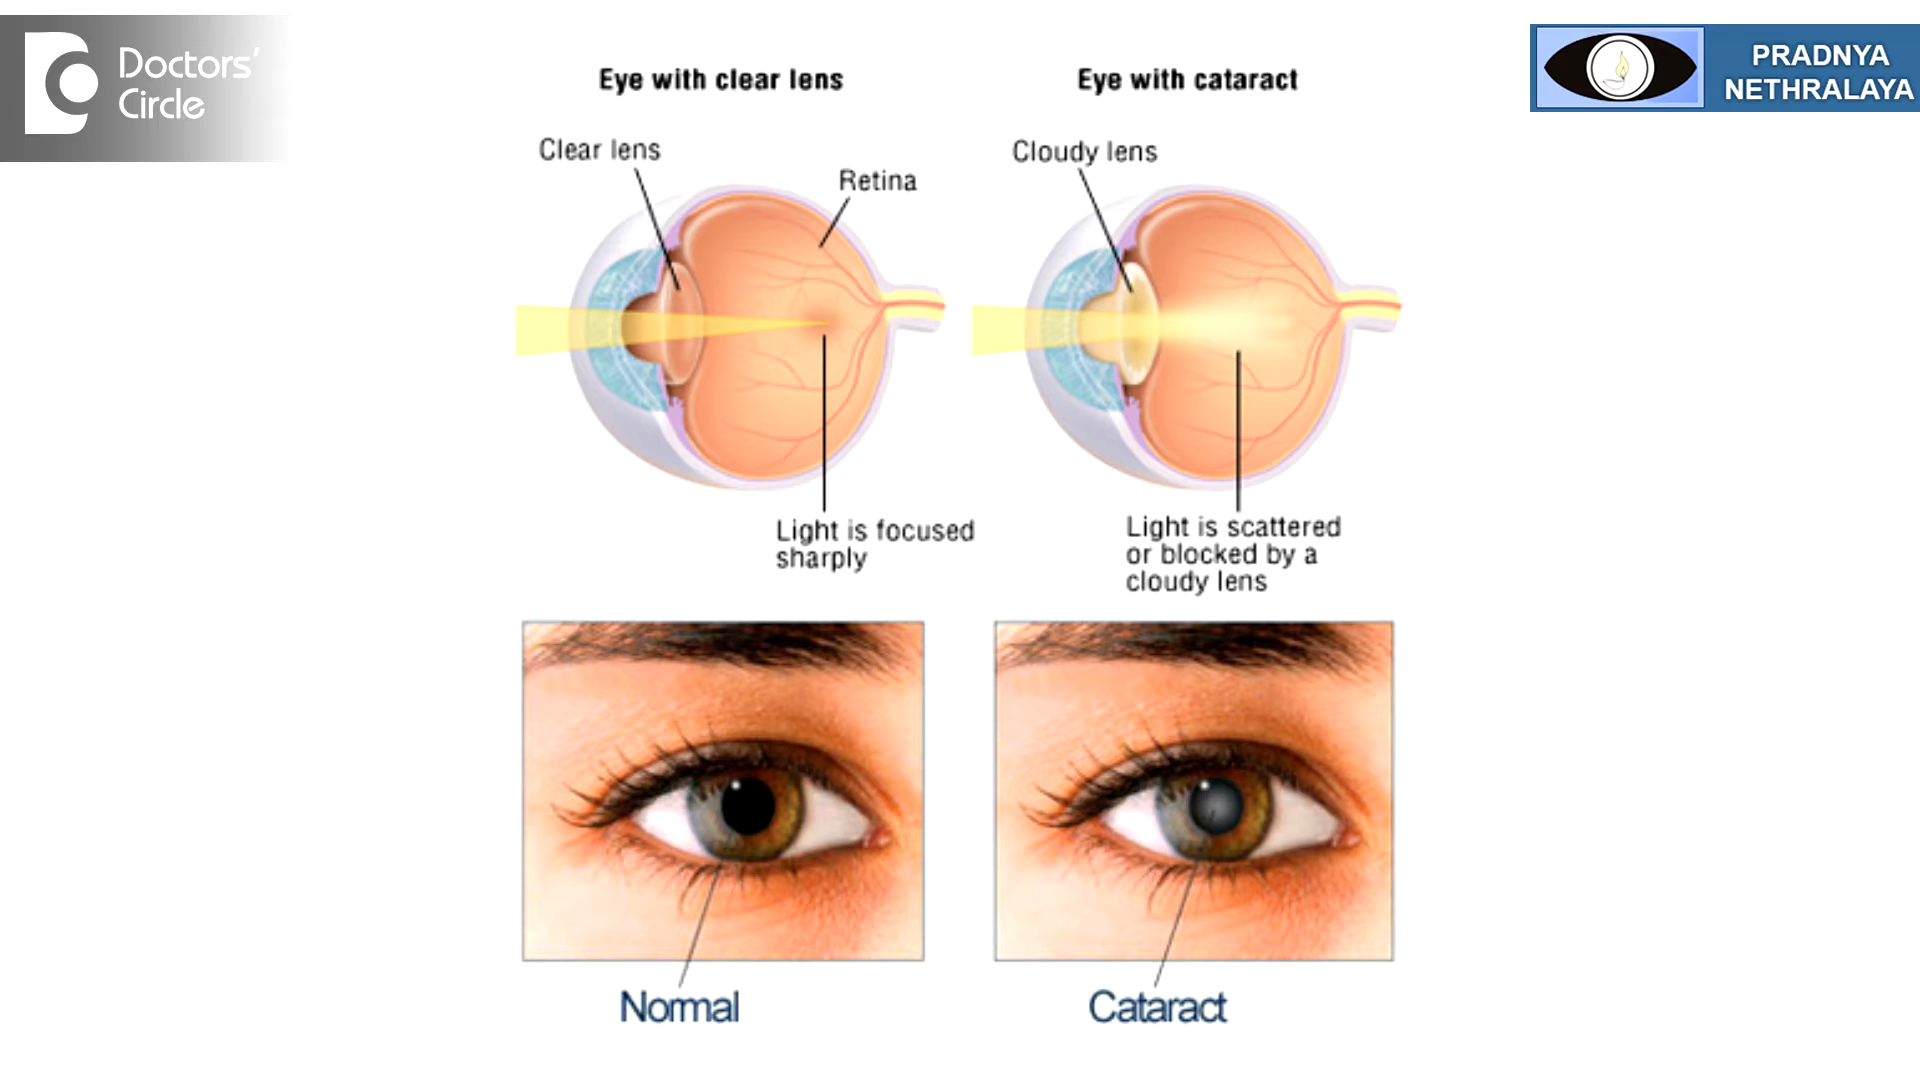 Doctors'
Circle
PRADNYA
NETHRALAYA
Eye with clear lens
Eye with cataract
Clear lens
Retina
Cloudy lens
Light is focused
sharply
Light is scattered
or blocked by a
cloudy lens
Normal
Cataract